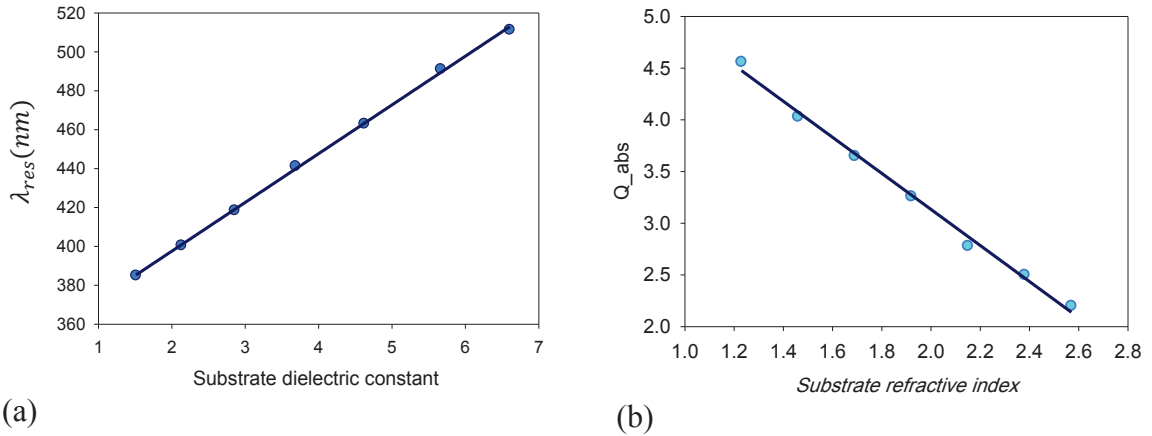 520
500
480
460
440
420
400
380
360
λres(nm)
1 2 3 4 5 6 7
Substrate dielectric constant
(a)
5.0
4.5
4.0
3.5
3.0
2.5
2.0
Q_abs
1.0 1.2 1.4 1.6 1.8 2.0 2.2 2.4 2.6 2.8
Substrate refractive index
(b)